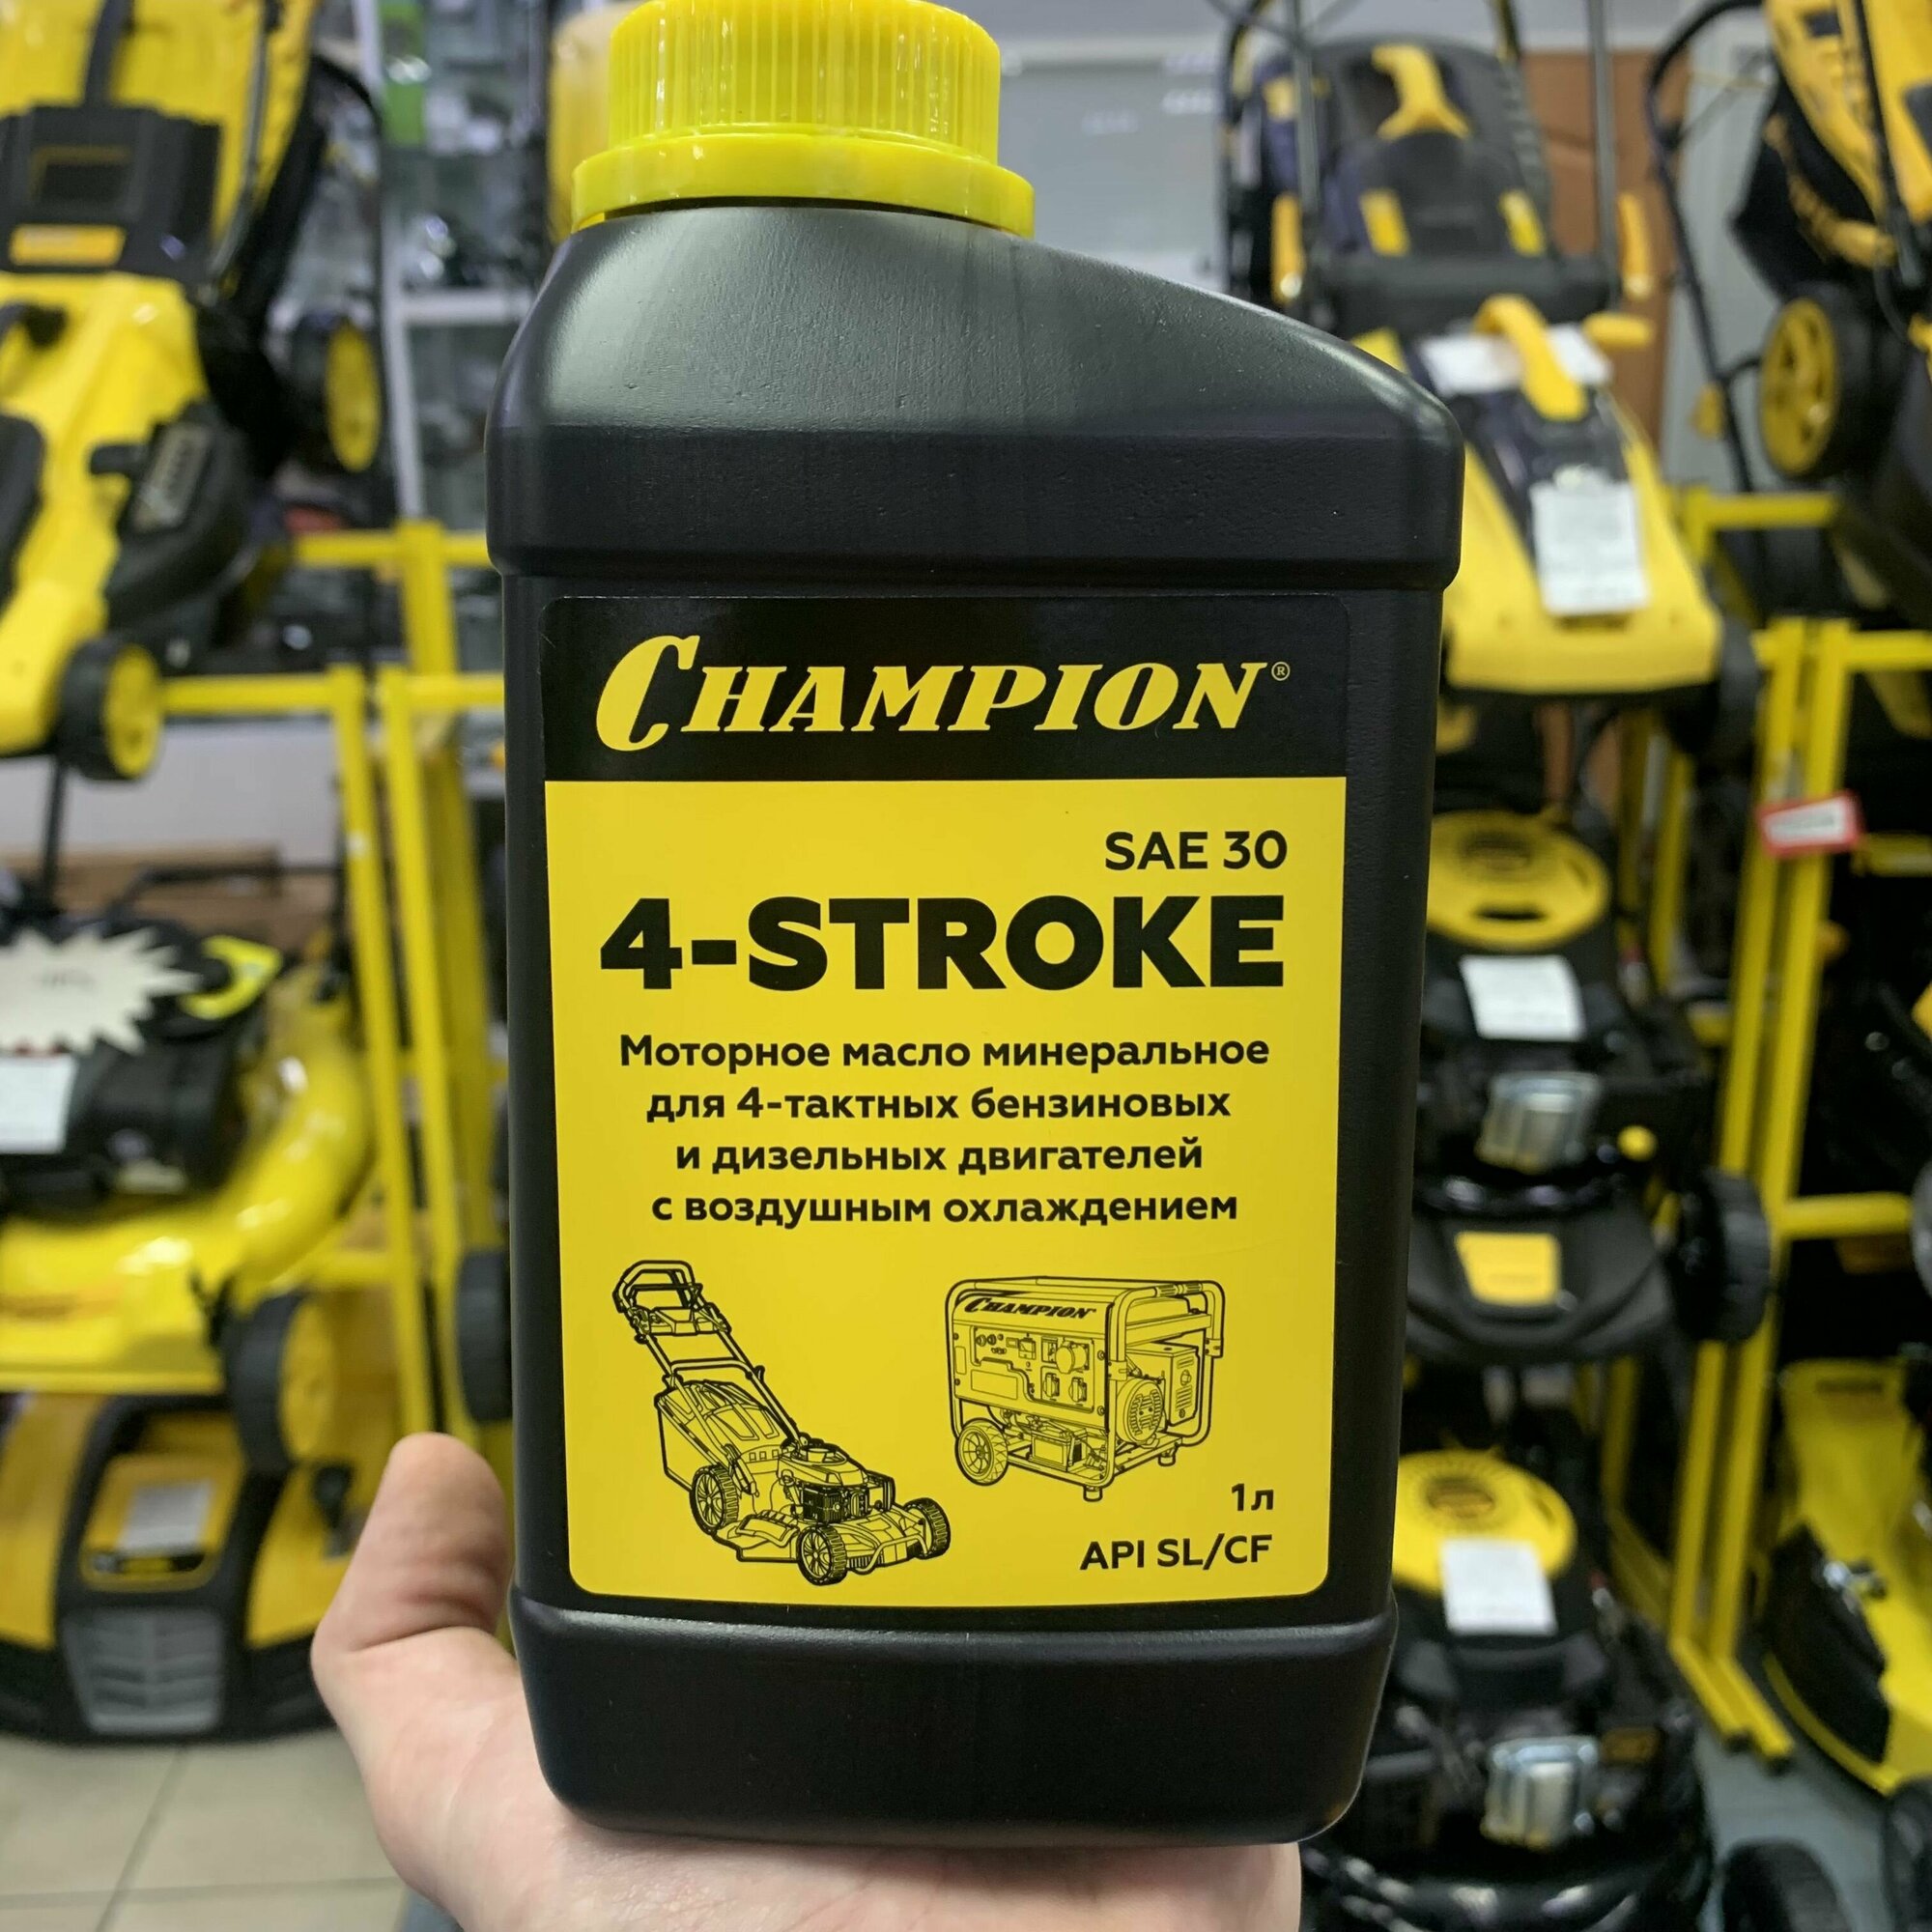 CHAMPION®
SAE 30
4-STROKE
Моторное масло минеральное
для 4-тактных бензиновых
и дизельных двигателей
с воздушным охлаждением
CHAMPION
1л
API SL/CF